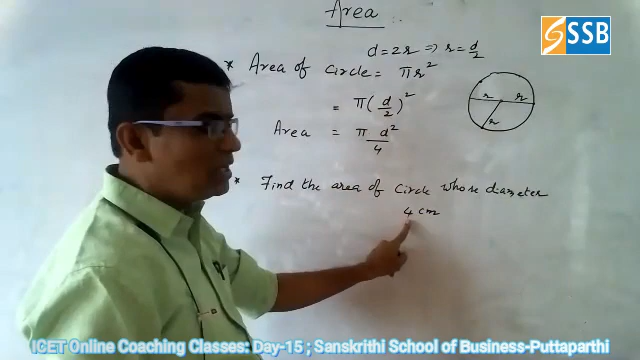 Area
SSB
d = 2r ⇒ r = d/2
* Area of circle = πr²
= π(d/2)²
Area = πd²/4
r r
r
* Find the area of circle whose diameter
4 cm
ICET Online Coaching Classes: Day-15 ; Sanskrithi School of Business-Puttaparthi